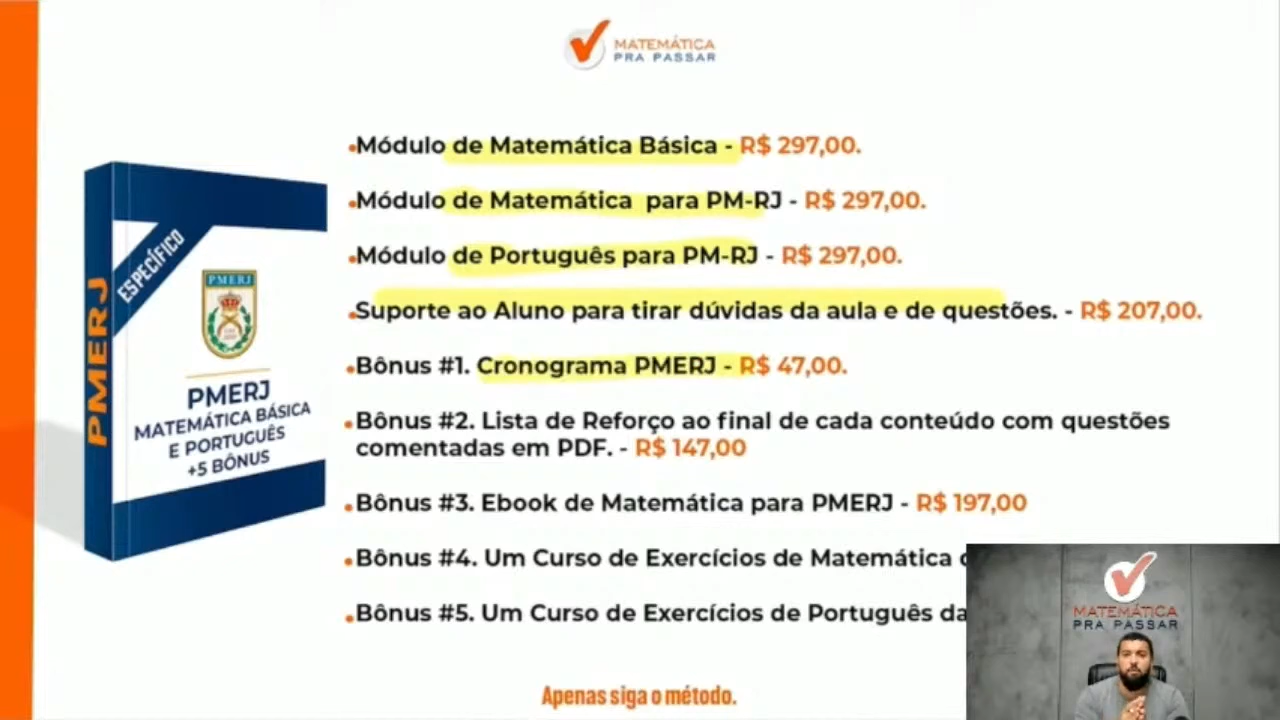 MATEMÁTICA
PRA PASSAR
•Módulo de Matemática Básica - R$ 297,00.
•Módulo de Matemática para PM-RJ - R$ 297,00.
•Módulo de Português para PM-RJ - R$ 297,00.
•Suporte ao Aluno para tirar dúvidas da aula e de questões. - R$ 207,00.
•Bônus #1. Cronograma PMERJ - R$ 47,00.
•Bônus #2. Lista de Reforço ao final de cada conteúdo com questões
comentadas em PDF. - R$ 147,00
•Bônus #3. Ebook de Matemática para PMERJ - R$ 197,00
•Bônus #4. Um Curso de Exercícios de Matemática
•Bônus #5. Um Curso de Exercícios de Português da
Apenas siga o método.
PMERJ
ESPECÍFICO
PMERJ
PMERJ
MATEMÁTICA BÁSICA
E PORTUGUÊS
+5 BÔNUS
MATEMÁTICA
PRA PASSAR